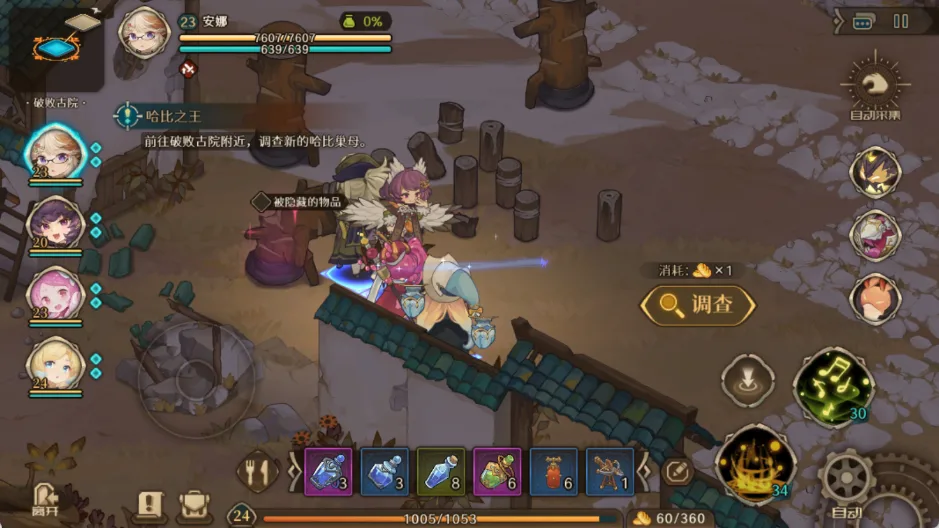 23 安娜
0%
7607/7607
639/639
·破败古院·
哈比之王
前往破败古院附近，调查新的哈比巢母。
自动采集
23
被隐藏的物品
20
消耗: ×1
调查
23
24
30
34
3
3
8
6
6
1
离开
自动
24
1005/1053
60/360